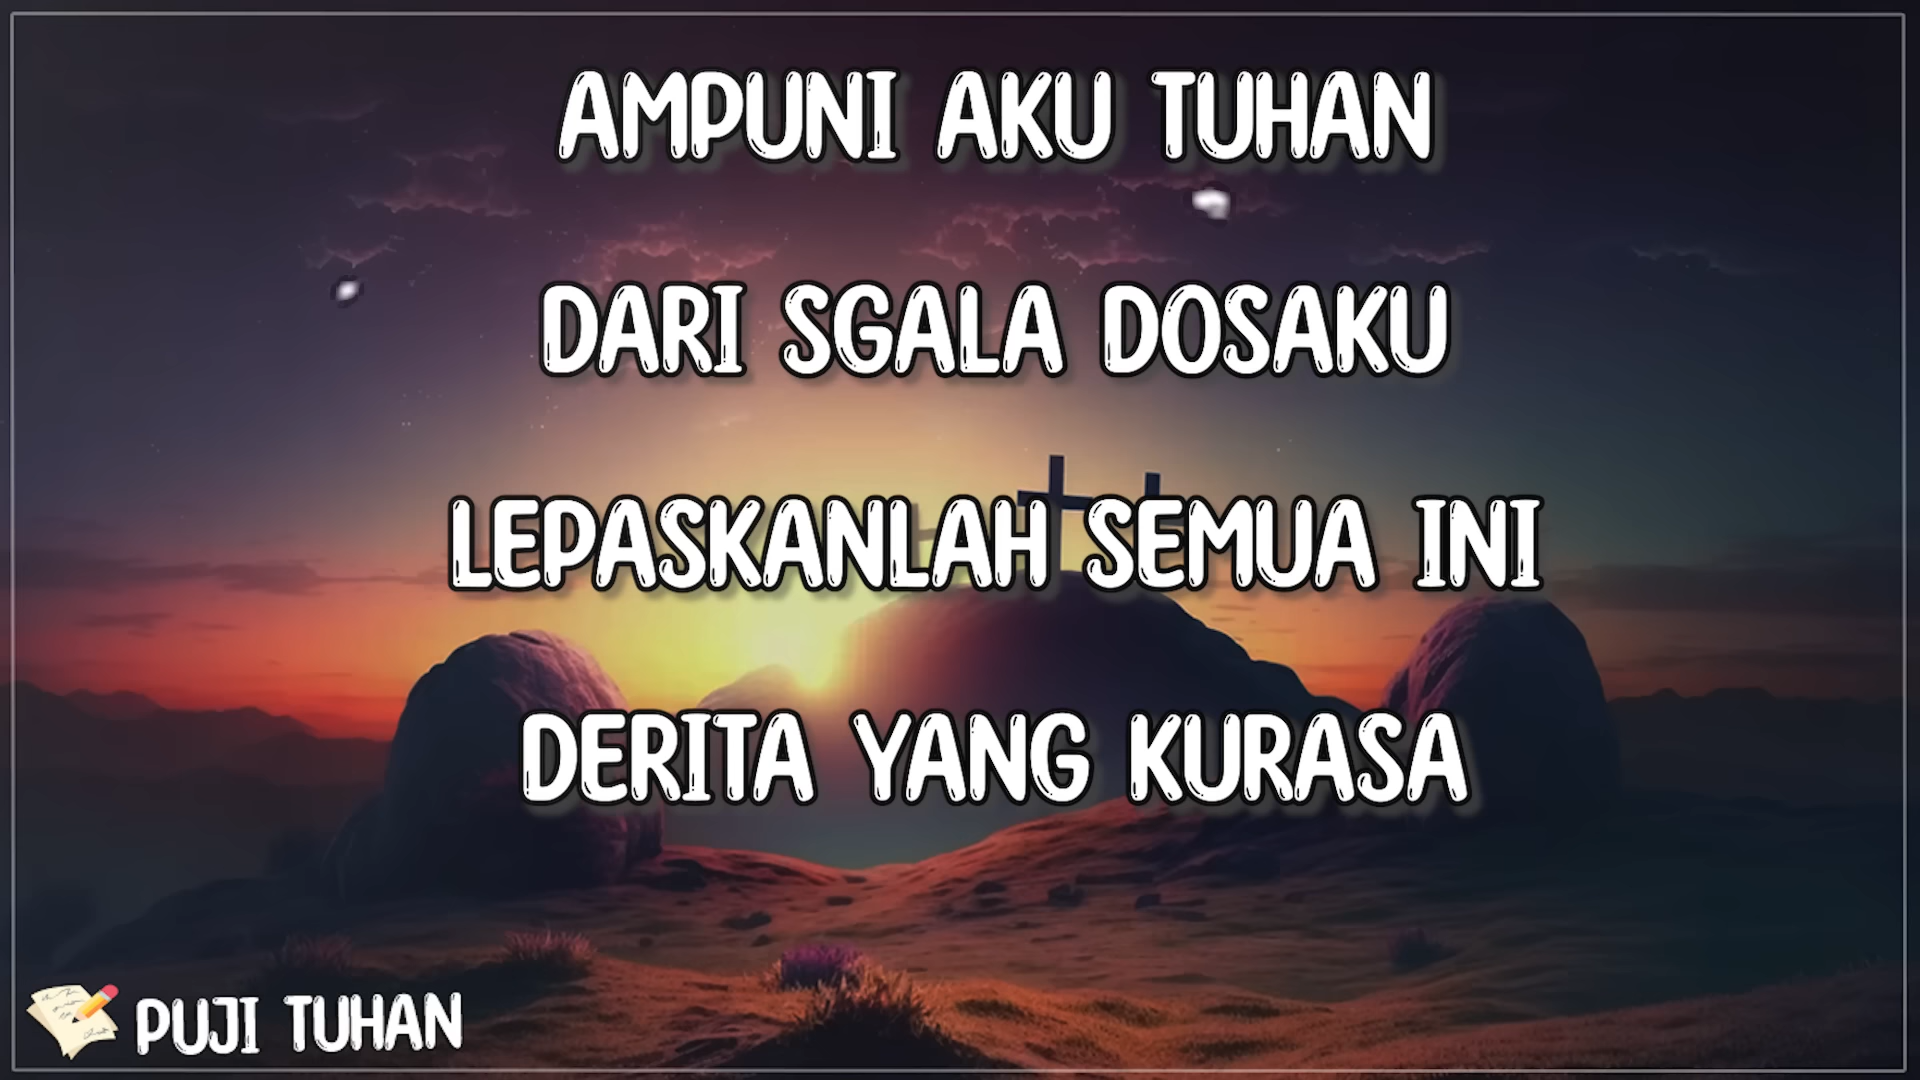 AMPUNI AKU TUHAN
DARI SGALA DOSAKU
LEPASKANLAH SEMUA INI
DERITA YANG KURASA
PUJI TUHAN